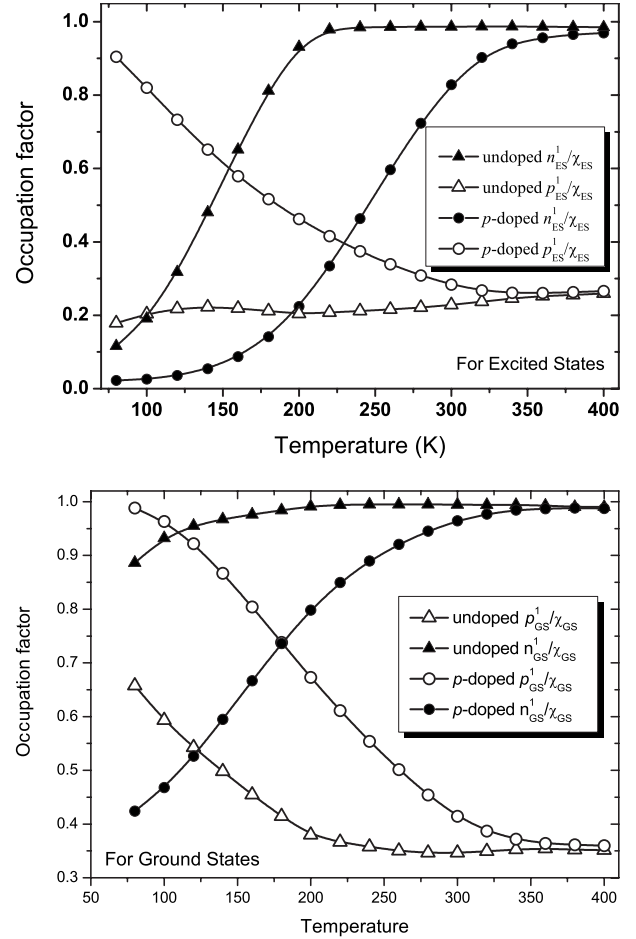 Occupation factor
1.0
0.8
0.6
0.4
0.2
0.0
undoped n¹ES/χES
undoped p¹ES/χES
p-doped n¹ES/χES
p-doped p¹ES/χES
For Excited States
100 150 200 250 300 350 400
Temperature (K)
Occupation factor
1.0
0.9
0.8
0.7
0.6
0.5
0.4
0.3
undoped p¹GS/χGS
undoped n¹GS/χGS
p-doped p¹GS/χGS
p-doped n¹GS/χGS
For Ground States
50 100 150 200 250 300 350 400
Temperature